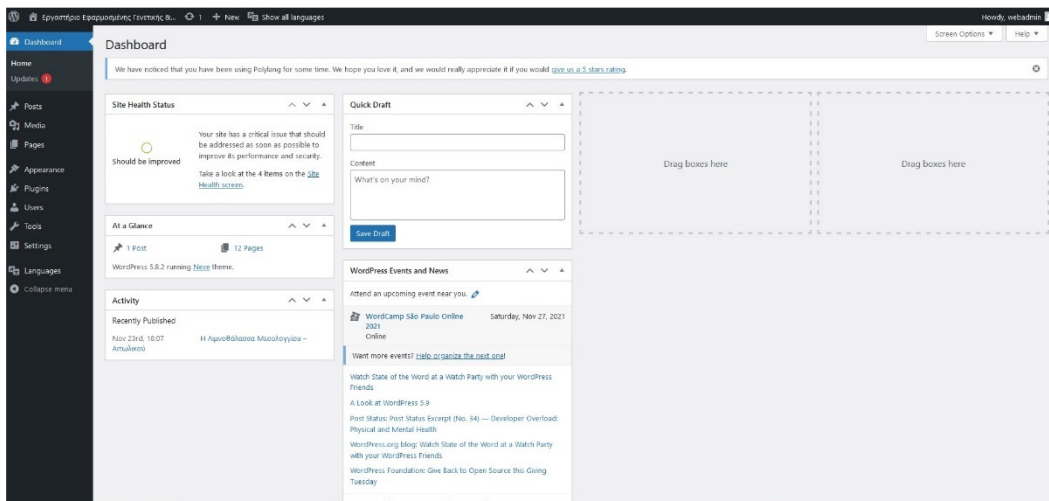 Εργαστήριο Εφαρμοσμένης Γενετικής &... 1 New Show all languages Howdy, webadmin
Screen Options Help
Dashboard
Home
Updates 1
Posts
Media
Pages
Appearance
Plugins
Users
Tools
Settings
Languages
Collapse menu
Dashboard
We have noticed that you have been using Polylang for some time. We hope you love it, and we would really appreciate it if you would give us a 5 stars rating.
Site Health Status
Should be improved
Your site has a critical issue that should
be addressed as soon as possible to
improve its performance and security.
Take a look at the 4 items on the Site
Health screen.
At a Glance
1 Post 12 Pages
WordPress 5.8.2 running Neve theme.
Activity
Recently Published
Nov 23rd, 18:07 Η Λιμνοθάλασσα Μεσολογγίου –
Αιτωλικού
Quick Draft
Title
Content
What's on your mind?
Save Draft
WordPress Events and News
Attend an upcoming event near you.
WordCamp São Paulo Online Saturday, Nov 27, 2021
2021
Online
Want more events? Help organize the next one!
Watch State of the Word at a Watch Party with your WordPress
Friends
A Look at WordPress 5.9
Post Status: Post Status Excerpt (No. 34) — Developer Overload:
Physical and Mental Health
WordPress.org blog: Watch State of the Word at a Watch Party
with your WordPress Friends
WordPress Foundation: Give Back to Open Source this Giving
Tuesday
Drag boxes here
Drag boxes here